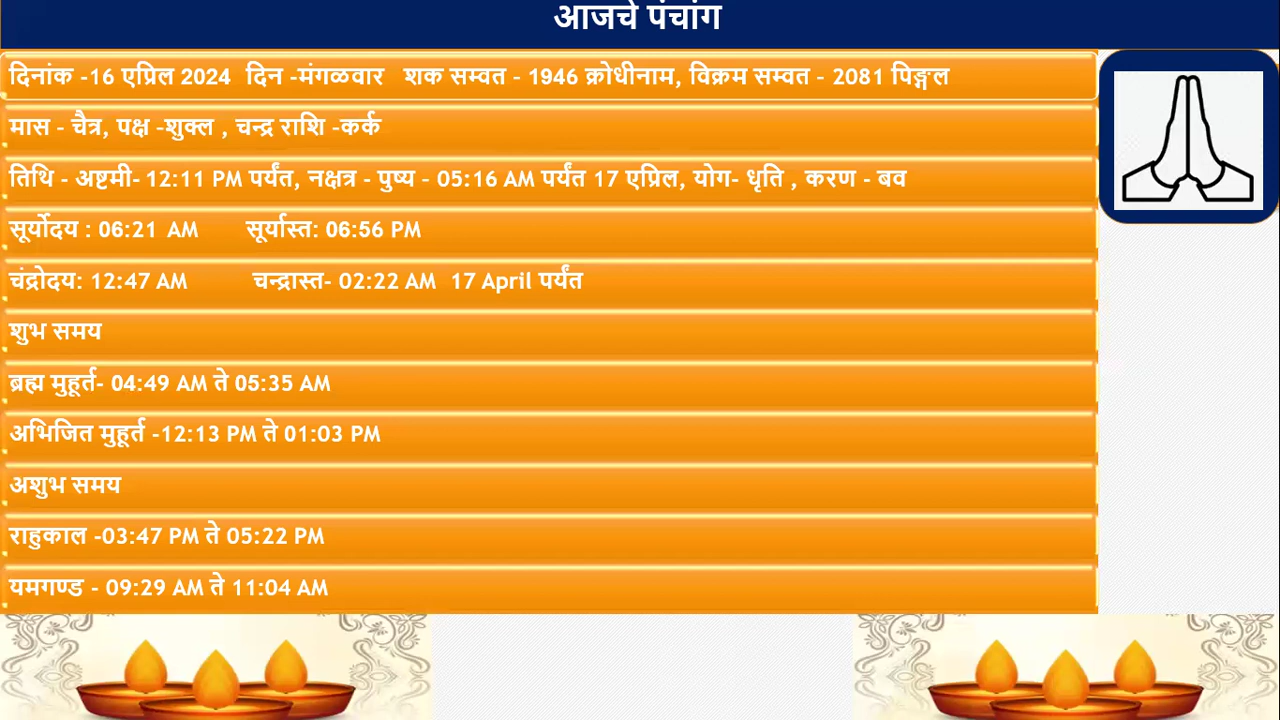 आजचे पंचांग
दिनांक -16 एप्रिल 2024 दिन -मंगळवार शक सम्वत - 1946 क्रोधीनाम, विक्रम सम्वत - 2081 पिङ्गल
मास - चैत्र, पक्ष -शुक्ल , चन्द्र राशि -कर्क
तिथि - अष्टमी- 12:11 PM पर्यंत, नक्षत्र - पुष्य - 05:16 AM पर्यंत 17 एप्रिल, योग- धृति , करण - बव
सूर्योदय : 06:21 AM सूर्यास्त: 06:56 PM
चंद्रोदय: 12:47 AM चन्द्रास्त- 02:22 AM 17 April पर्यंत
शुभ समय
ब्रह्म मुहूर्त- 04:49 AM ते 05:35 AM
अभिजित मुहूर्त -12:13 PM ते 01:03 PM
अशुभ समय
राहुकाल -03:47 PM ते 05:22 PM
यमगण्ड - 09:29 AM ते 11:04 AM